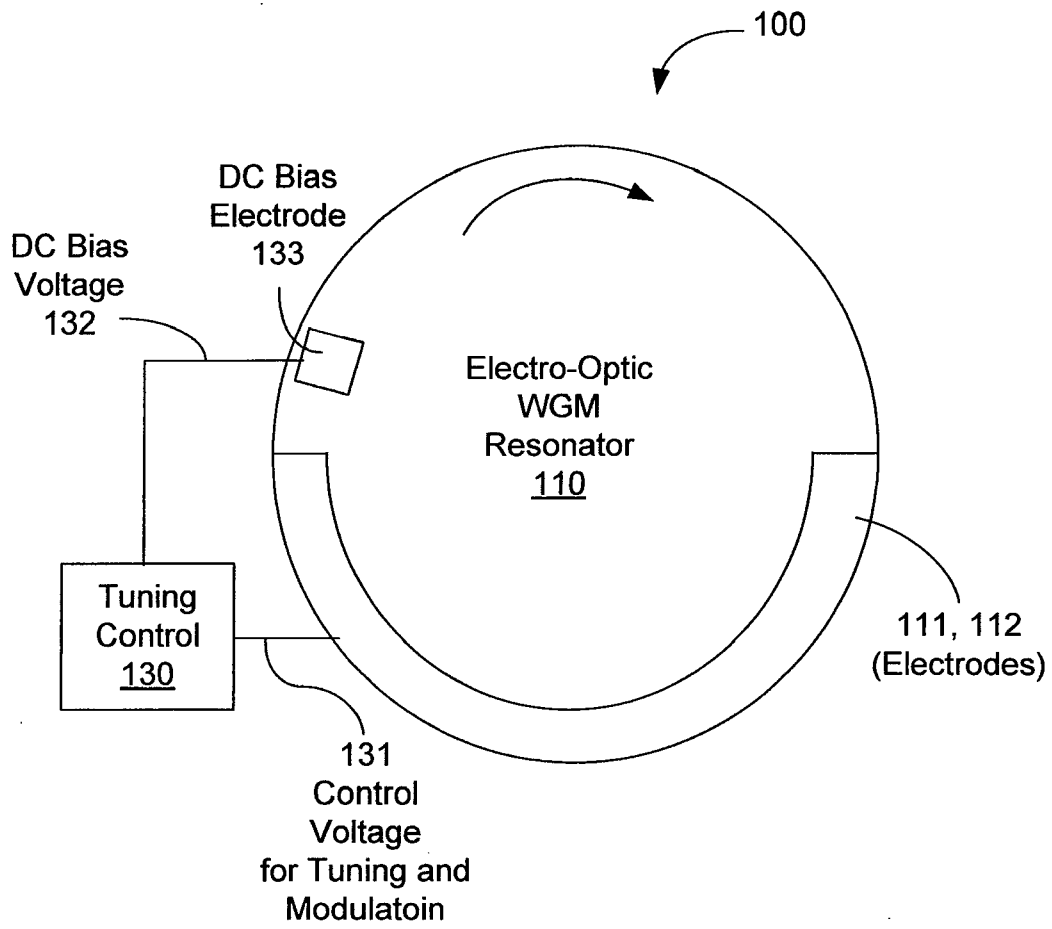 100
DC Bias
Electrode
133
DC Bias
Voltage
132
Electro-Optic
WGM
Resonator
110
Tuning
Control
130
111, 112
(Electrodes)
131
Control
Voltage
for Tuning and
Modulatoin